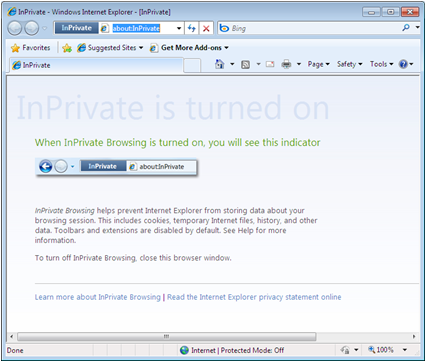 InPrivate - Windows Internet Explorer - [InPrivate]
InPrivate about:InPrivate Bing
Favorites Suggested Sites Get More Add-ons
InPrivate Page Safety Tools
InPrivate is turned on
When InPrivate Browsing is turned on, you will see this indicator
InPrivate about:InPrivate
InPrivate Browsing helps prevent Internet Explorer from storing data about your
browsing session. This includes cookies, temporary Internet files, history, and other
data. Toolbars and extensions are disabled by default. See Help for more
information.
To turn off InPrivate Browsing, close this browser window.
Learn more about InPrivate Browsing | Read the Internet Explorer privacy statement online
Done Internet | Protected Mode: Off 100%